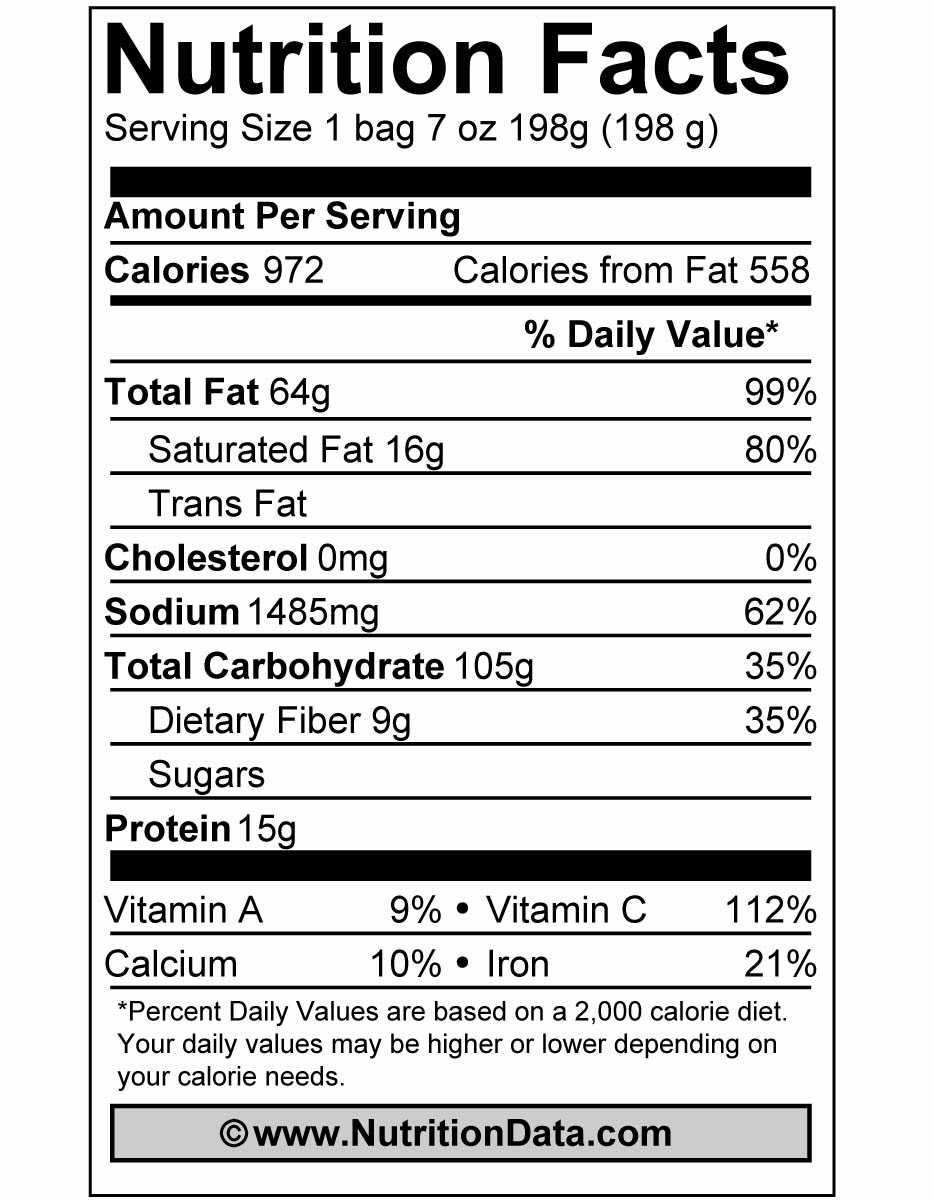 Nutrition Facts
Serving Size 1 bag 7 oz 198g (198 g)
Amount Per Serving
Calories 972 Calories from Fat 558
% Daily Value*
Total Fat 64g 99%
Saturated Fat 16g 80%
Trans Fat
Cholesterol 0mg 0%
Sodium 1485mg 62%
Total Carbohydrate 105g 35%
Dietary Fiber 9g 35%
Sugars
Protein 15g
Vitamin A 9% • Vitamin C 112%
Calcium 10% • Iron 21%
*Percent Daily Values are based on a 2,000 calorie diet.
Your daily values may be higher or lower depending on
your calorie needs.
©www.NutritionData.com